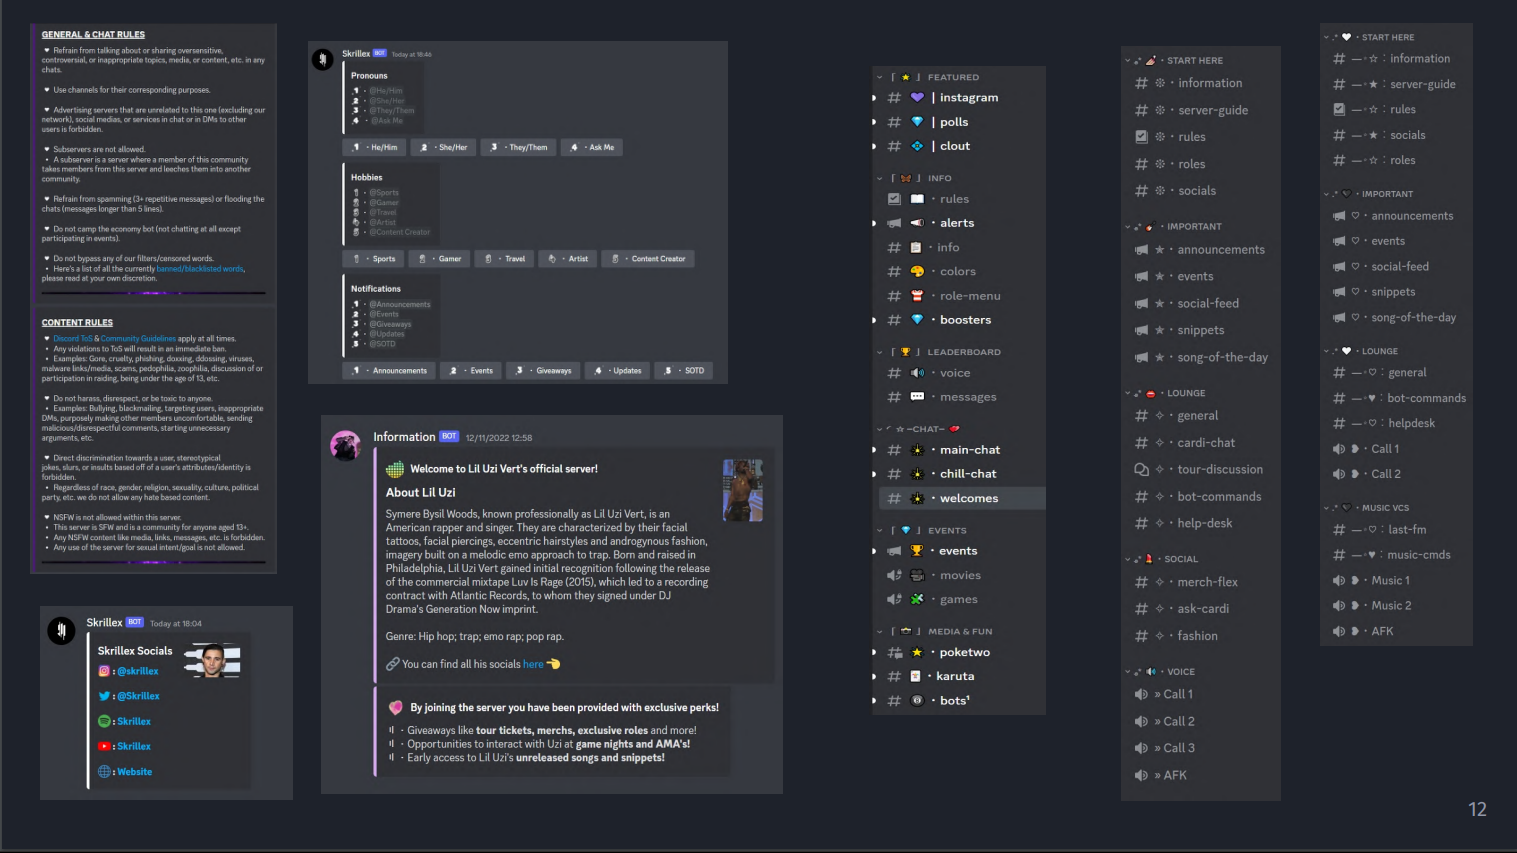 GENERAL & CHAT RULES
♥ Refrain from talking about or sharing oversensitive,
controversial, or inappropriate topics, media, or content, etc. in any
chats.
♥ Use channels for their corresponding purposes.
♥ Advertising servers that are unrelated to this one (excluding our
network), social medias, or services in chat or in DMs to other
users is forbidden.
♥ Subservers are not allowed.
• A subserver is a server where a member of this community
takes members from this server and leeches them into another
community.
♥ Refrain from spamming (3+ repetitive messages) or flooding the
chats (messages longer than 5 lines).
♥ Do not camp the economy bot (not chatting at all except
participating in events).
♥ Do not bypass any of our filters/censored words.
• Here's a list of all the currently banned/blacklisted words,
please read at your own discretion.
CONTENT RULES
♥ Discord ToS & Community Guidelines apply at all times.
• Any violations to ToS will result in an immediate ban.
• Examples: Gore, cruelty, phishing, doxxing, ddosing, viruses,
malware links/media, scams, pedophilia, zoophilia, discussion of or
participation in raiding, being under the age of 13, etc.
♥ Do not harass, disrespect, or be toxic to anyone.
• Examples: Bullying, blackmailing, targeting users, inappropriate
DMs, purposely making other members uncomfortable, sending
malicious/disrespectful comments, starting unnecessary
arguments, etc.
♥ Direct discrimination towards a user, stereotypical
jokes, slurs, or insults based off of a user's attributes/identity is
forbidden.
• Regardless of race, gender, religion, sexuality, culture, political
party, etc. we do not allow any hate based content.
♥ NSFW is not allowed within this server.
• This server is SFW and is a community for anyone aged 13+.
• Any NSFW content like media, links, messages, etc. is forbidden.
• Any use of the server for sexual intent/goal is not allowed.
Skrillex BOT Today at 18:04
Skrillex Socials
: @skrillex
: @Skrillex
: Skrillex
: Skrillex
: Website
Skrillex BOT Today at 18:46
Pronouns
1 • @He/Him
2 • @She/Her
3 • @They/Them
4 • @Ask Me
1 • He/Him 2 • She/Her 3 • They/Them 4 • Ask Me
Hobbies
• @Sports
• @Gamer
• @Travel
• @Artist
• @Content Creator
• Sports • Gamer • Travel • Artist • Content Creator
Notifications
1 • @Announcements
2 • @Events
3 • @Giveaways
4 • @Updates
5 • @SOTD
1 • Announcements 2 • Events 3 • Giveaways 4 • Updates 5 • SOTD
Information BOT 12/11/2022 12:58
Welcome to Lil Uzi Vert's official server!
About Lil Uzi
Symere Bysil Woods, known professionally as Lil Uzi Vert, is an
American rapper and singer. They are characterized by their facial
tattoos, facial piercings, eccentric hairstyles and androgynous fashion,
imagery built on a melodic emo approach to trap. Born and raised in
Philadelphia, Lil Uzi Vert gained initial recognition following the release
of the commercial mixtape Luv Is Rage (2015), which led to a recording
contract with Atlantic Records, to whom they signed under DJ
Drama's Generation Now imprint.
Genre: Hip hop; trap; emo rap; pop rap.
🔗 You can find all his socials here 👈
By joining the server you have been provided with exclusive perks!
• Giveaways like tour tickets, merchs, exclusive roles and more!
• Opportunities to interact with Uzi at game nights and AMA's!
• Early access to Lil Uzi's unreleased songs and snippets!
「⭐」FEATURED
# 💜 | instagram
# 💎 | polls
# | clout
「」INFO
📖 • rules
• alerts
# 📋 • info
# 🎨 • colors
# • role-menu
# 💎 • boosters
「🏆」LEADERBOARD
# 🔊 • voice
# 💬 • messages
☆ –CHAT–
# • main-chat
# • chill-chat
# • welcomes
「💎」EVENTS
🏆 • events
🎥 • movies
• games
「」MEDIA & FUN
# ⭐ • poketwo
# • karuta
# • bots¹
• START HERE
# • information
# • server-guide
• rules
# • roles
# • socials
• IMPORTANT
★ • announcements
★ • events
★ • social-feed
★ • snippets
★ • song-of-the-day
• LOUNGE
# ✧ • general
# ✧ • cardi-chat
✧ • tour-discussion
# ✧ • bot-commands
# ✧ • help-desk
• SOCIAL
# ✧ • merch-flex
# ✧ • ask-cardi
# ✧ • fashion
• VOICE
» Call 1
» Call 2
» Call 3
» AFK
• START HERE
# —◦☆ : information
# —◦★ : server-guide
—◦☆ : rules
# —◦★ : socials
# —◦☆ : roles
• IMPORTANT
♡ • announcements
♡ • events
♡ • social-feed
♡ • snippets
♡ • song-of-the-day
• LOUNGE
# —◦♡ : general
# —◦♥ : bot-commands
# —◦♡ : helpdesk
❥ • Call 1
❥ • Call 2
• MUSIC VCS
# —◦♡ : last-fm
# —◦♥ : music-cmds
❥ • Music 1
❥ • Music 2
❥ • AFK
12